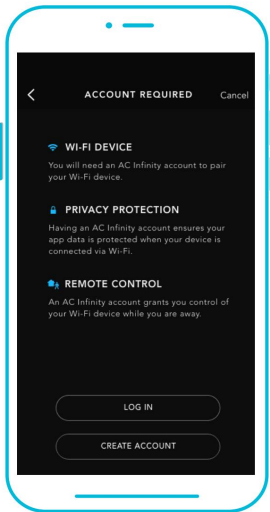 ACCOUNT REQUIRED Cancel
WI-FI DEVICE
You will need an AC Infinity account to pair
your Wi-Fi device.
PRIVACY PROTECTION
Having an AC Infinity account ensures your
app data is protected when your device is
connected via Wi-Fi.
REMOTE CONTROL
An AC Infinity account grants you control of
your Wi-Fi device while you are away.
LOG IN
CREATE ACCOUNT